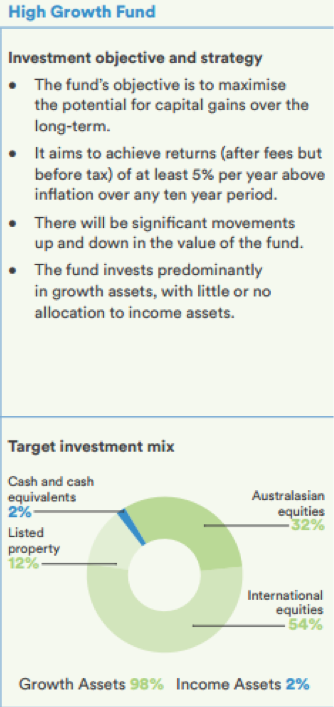 High Growth Fund
Investment objective and strategy
• The fund's objective is to maximise
the potential for capital gains over the
long-term.
• It aims to achieve returns (after fees but
before tax) of at least 5% per year above
inflation over any ten year period.
• There will be significant movements
up and down in the value of the fund.
• The fund invests predominantly
in growth assets, with little or no
allocation to income assets.
Target investment mix
Cash and cash
equivalents
2%
Australasian
equities
32%
Listed
property
12%
International
equities
54%
Growth Assets 98% Income Assets 2%